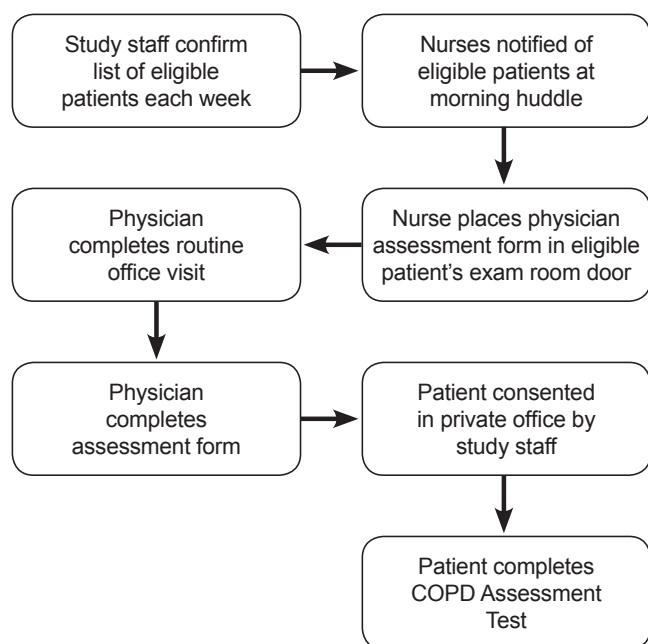 Study staff confirm
list of eligible
patients each week
Nurses notified of
eligible patients at
morning huddle
Nurse places physician
assessment form in eligible
patient’s exam room door
Physician
completes routine
office visit
Physician
completes
assessment form
Patient consented
in private office by
study staff
Patient completes
COPD Assessment
Test